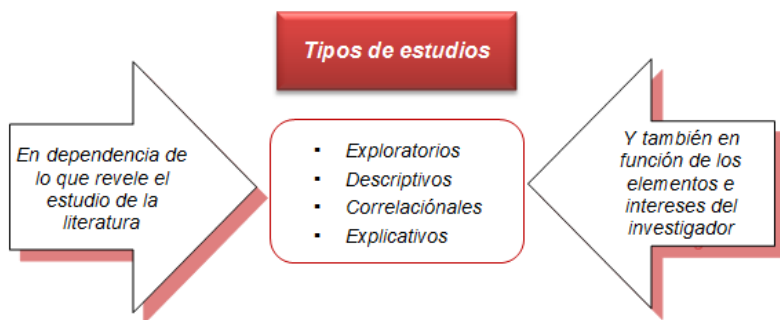 Tipos de estudios
En dependencia de
lo que revele el
estudio de la
literatura
▪ Exploratorios
▪ Descriptivos
▪ Correlaciónales
▪ Explicativos
Y también en
función de los
elementos e
intereses del
investigador